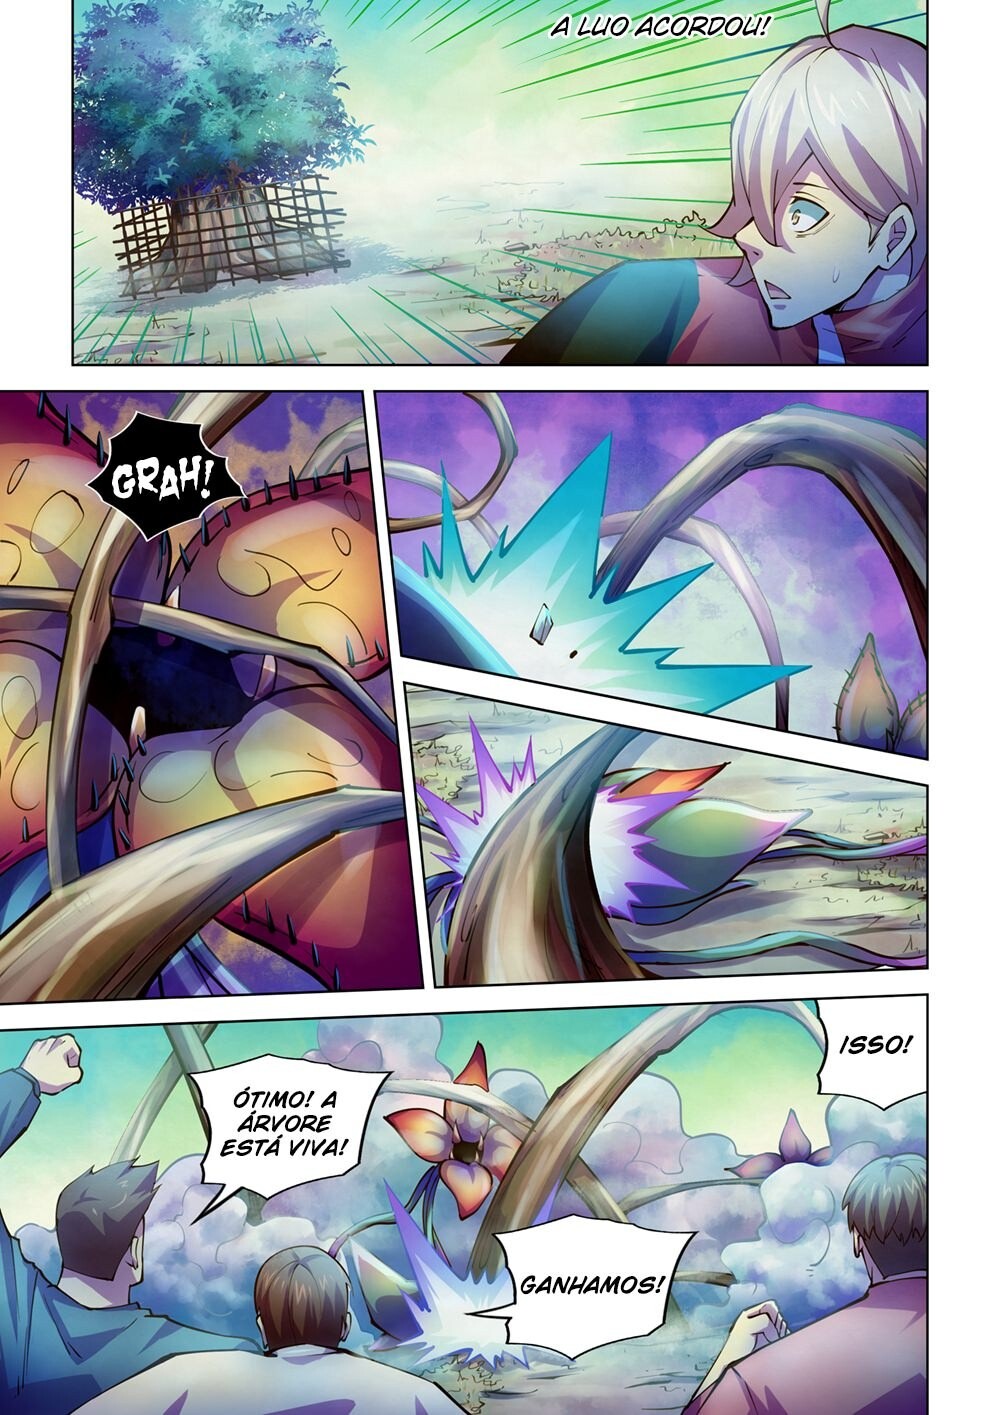 A LUO ACORDOU!
GRAH!
ISSO!
ÓTIMO! A
ÁRVORE
ESTÁ VIVA!
GANHAMOS!